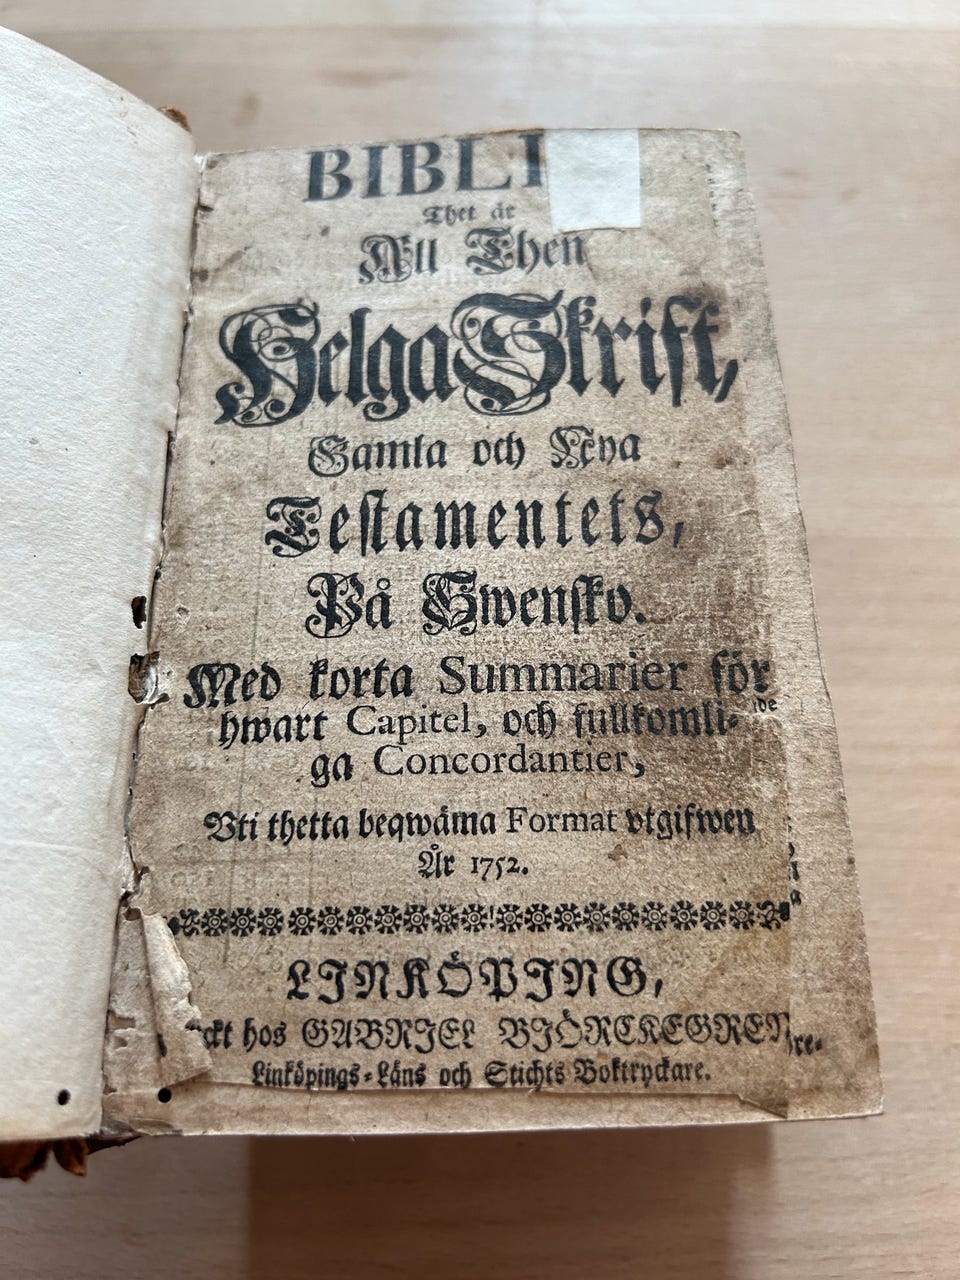 BIBLI
Thet är
All Then
Helga Skrift,
Gamla och Nya
Testamentets,
På Swensko.
Med korta Summarier för
hwart Capitel, och fullkomli-
ga Concordantier,
Uti thetta beqwäma Format utgifwen
År 1752.
LINKÖPING,
ckt hos GABRIEL BJÖRCKEGREN,
Linköpings-Läns och Stichts Boktryckare.